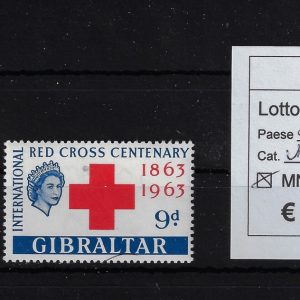 INTERNATIONAL
RED CROSS CENTENARY
1863
1963
9d
GIBRALTAR
Lotto
Paese
Cat.
MN
€